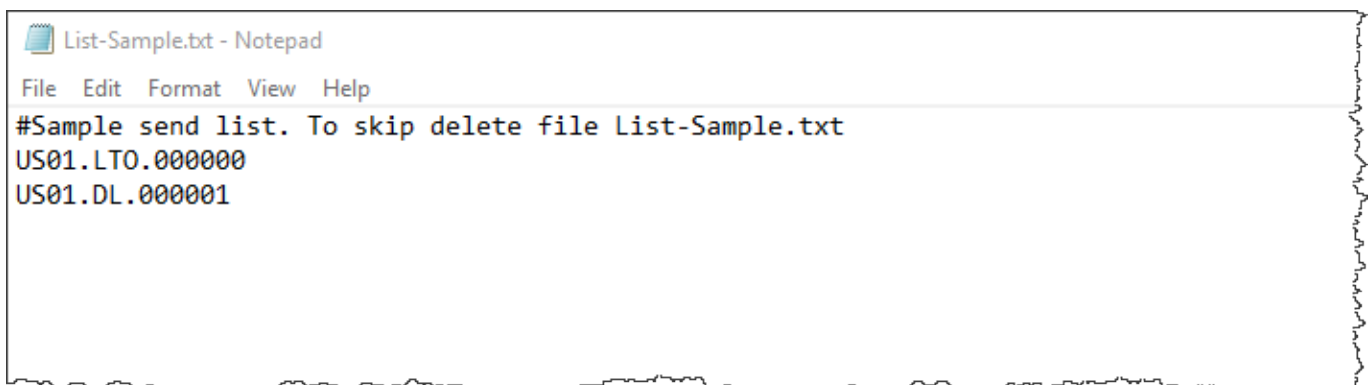 List-Sample.txt - Notepad
File Edit Format View Help
#Sample send list. To skip delete file List-Sample.txt
US01.LTO.000000
US01.DL.000001